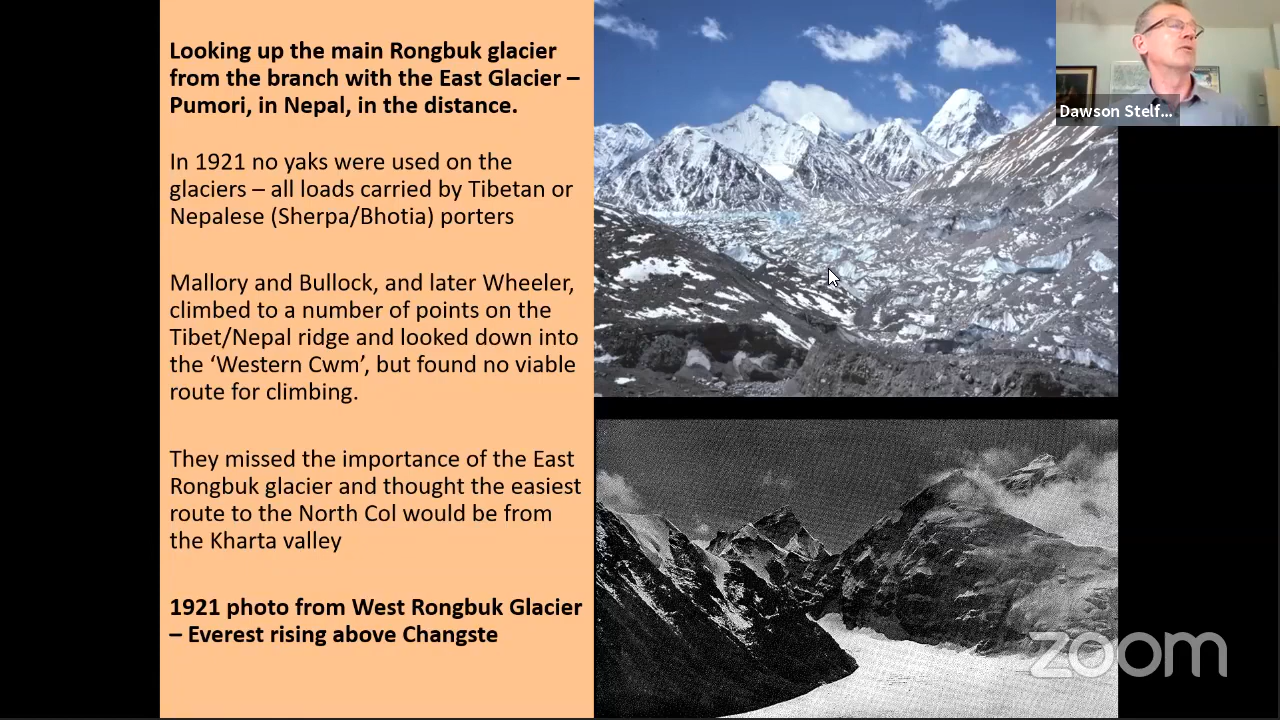 Looking up the main Rongbuk glacier
from the branch with the East Glacier –
Pumori, in Nepal, in the distance.
In 1921 no yaks were used on the
glaciers – all loads carried by Tibetan or
Nepalese (Sherpa/Bhotia) porters
Mallory and Bullock, and later Wheeler,
climbed to a number of points on the
Tibet/Nepal ridge and looked down into
the ‘Western Cwm’, but found no viable
route for climbing.
They missed the importance of the East
Rongbuk glacier and thought the easiest
route to the North Col would be from
the Kharta valley
1921 photo from West Rongbuk Glacier
– Everest rising above Changste
Dawson Stelf...
zoom